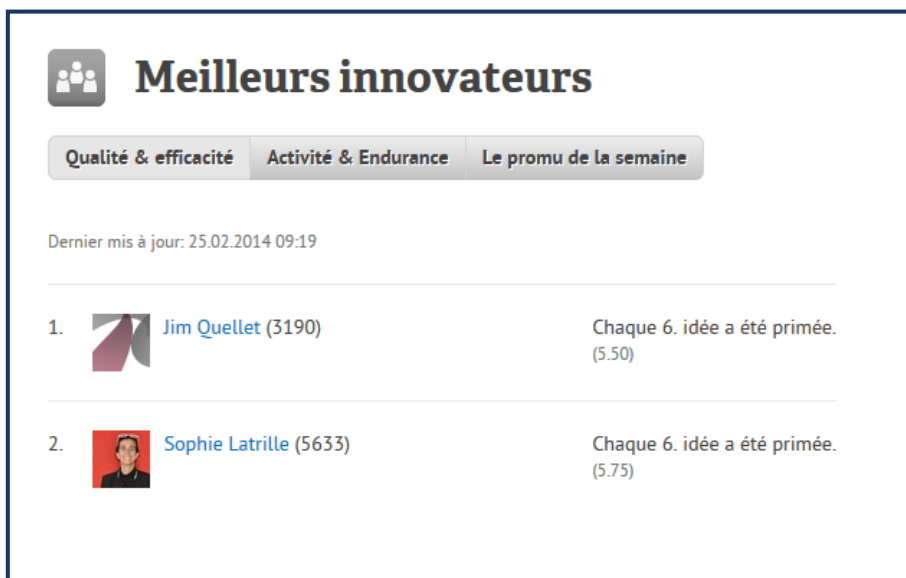 Meilleurs innovateurs
Qualité & efficacité Activité & Endurance Le promu de la semaine
Dernier mis à jour: 25.02.2014 09:19
1. Jim Quellet (3190) Chaque 6. idée a été primée.
(5.50)
2. Sophie Latrille (5633) Chaque 6. idée a été primée.
(5.75)